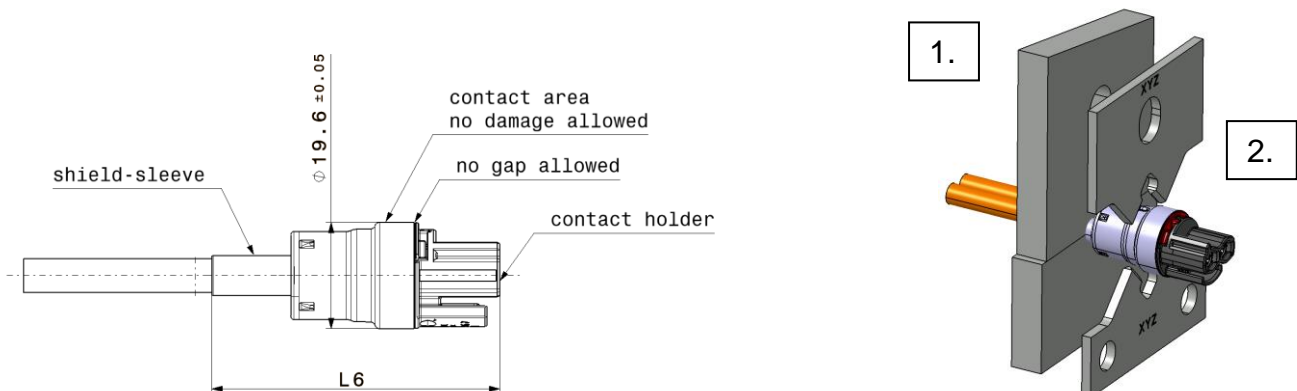 ⌀19.6 ±0.05
contact area
no damage allowed
no gap allowed
shield-sleeve
contact holder
L6
1.
XYZ
2.
XYZ